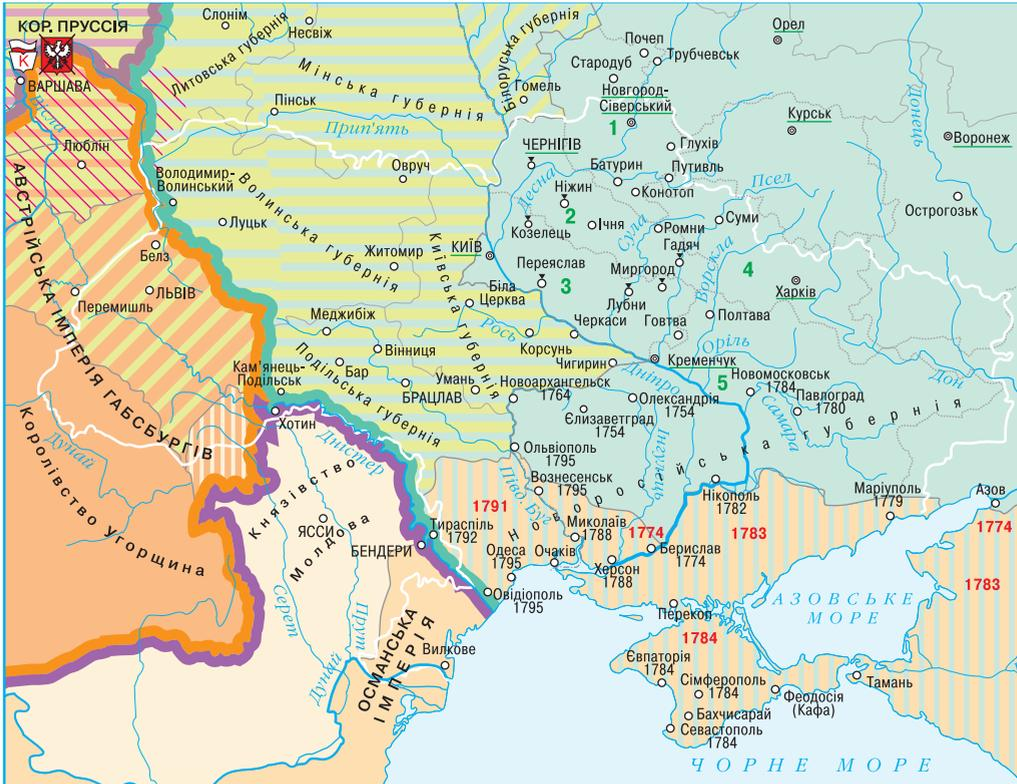 Слонім
Несвіж
КОР. ПРУССІЯ
К
ВАРШАВА
Вісла
Литовська губернія
Мінська губернія
Білоруська губернія
Гомель
Почеп
Трубчевськ
Орел
Стародуб
Новгород-
Сіверський
1
Курськ
Донець
Воронеж
Пінськ
Прип'ять
Люблін
Володимир-
Волинський
Овруч
ЧЕРНІГІВ
Глухів
Батурин
Путивль
Десна
Ніжин
Конотоп
Псел
2
Острогозьк
Луцьк
Волинська губернія
Козелець
Ічня
Сула
Ромни
Суми
Гадяч
Белз
Житомир
Київська губернія
КИЇВ
Переяслав
3
Миргород
Ворскла
4
Харків
АВСТРІЙСЬКА ІМПЕРІЯ ГАБСБУРГІВ
ЛЬВІВ
Перемишль
Біла
Церква
Лубни
Меджибіж
Рось
Черкаси
Говтва
Полтава
Вінниця
Корсунь
Оріль
Чигирин
Кременчук
Кам'янець-
Подільськ
Бар
Подільська губернія
Умань
БРАЦЛАВ
Новоархангельск
1764
Дніпро
5
Новомосковськ
1784
Дон
Олександрія
1754
Павлоград
1780
Самара
Єлизаветград
1754
Хотин
Дністер
Інгулець
Королівство Угорщина
Дунай
Ольвіополь
1795
Новоросійська губернія
Князівство
Молдова
Півд. Буг
Вознесенськ
1795
Нікополь
1782
Маріуполь
1779
Азов
1774
1791
ЯССИ
Тираспіль
1792
Миколаїв
1788
1774
1783
БЕНДЕРИ
Одеса
1795
Очаків
Берислав
1774
Херсон
1788
1783
Овідіополь
1795
Серет
Прут
Перекоп
АЗОВСЬКЕ
МОРЕ
ОСМАНСЬКА
ІМПЕРІЯ
Вилкове
Дунай
1784
Євпаторія
1784
Сімферополь
1784
Тамань
Феодосія
(Кафа)
Бахчисарай
Севастополь
1784
ЧОРНЕ МОРЕ